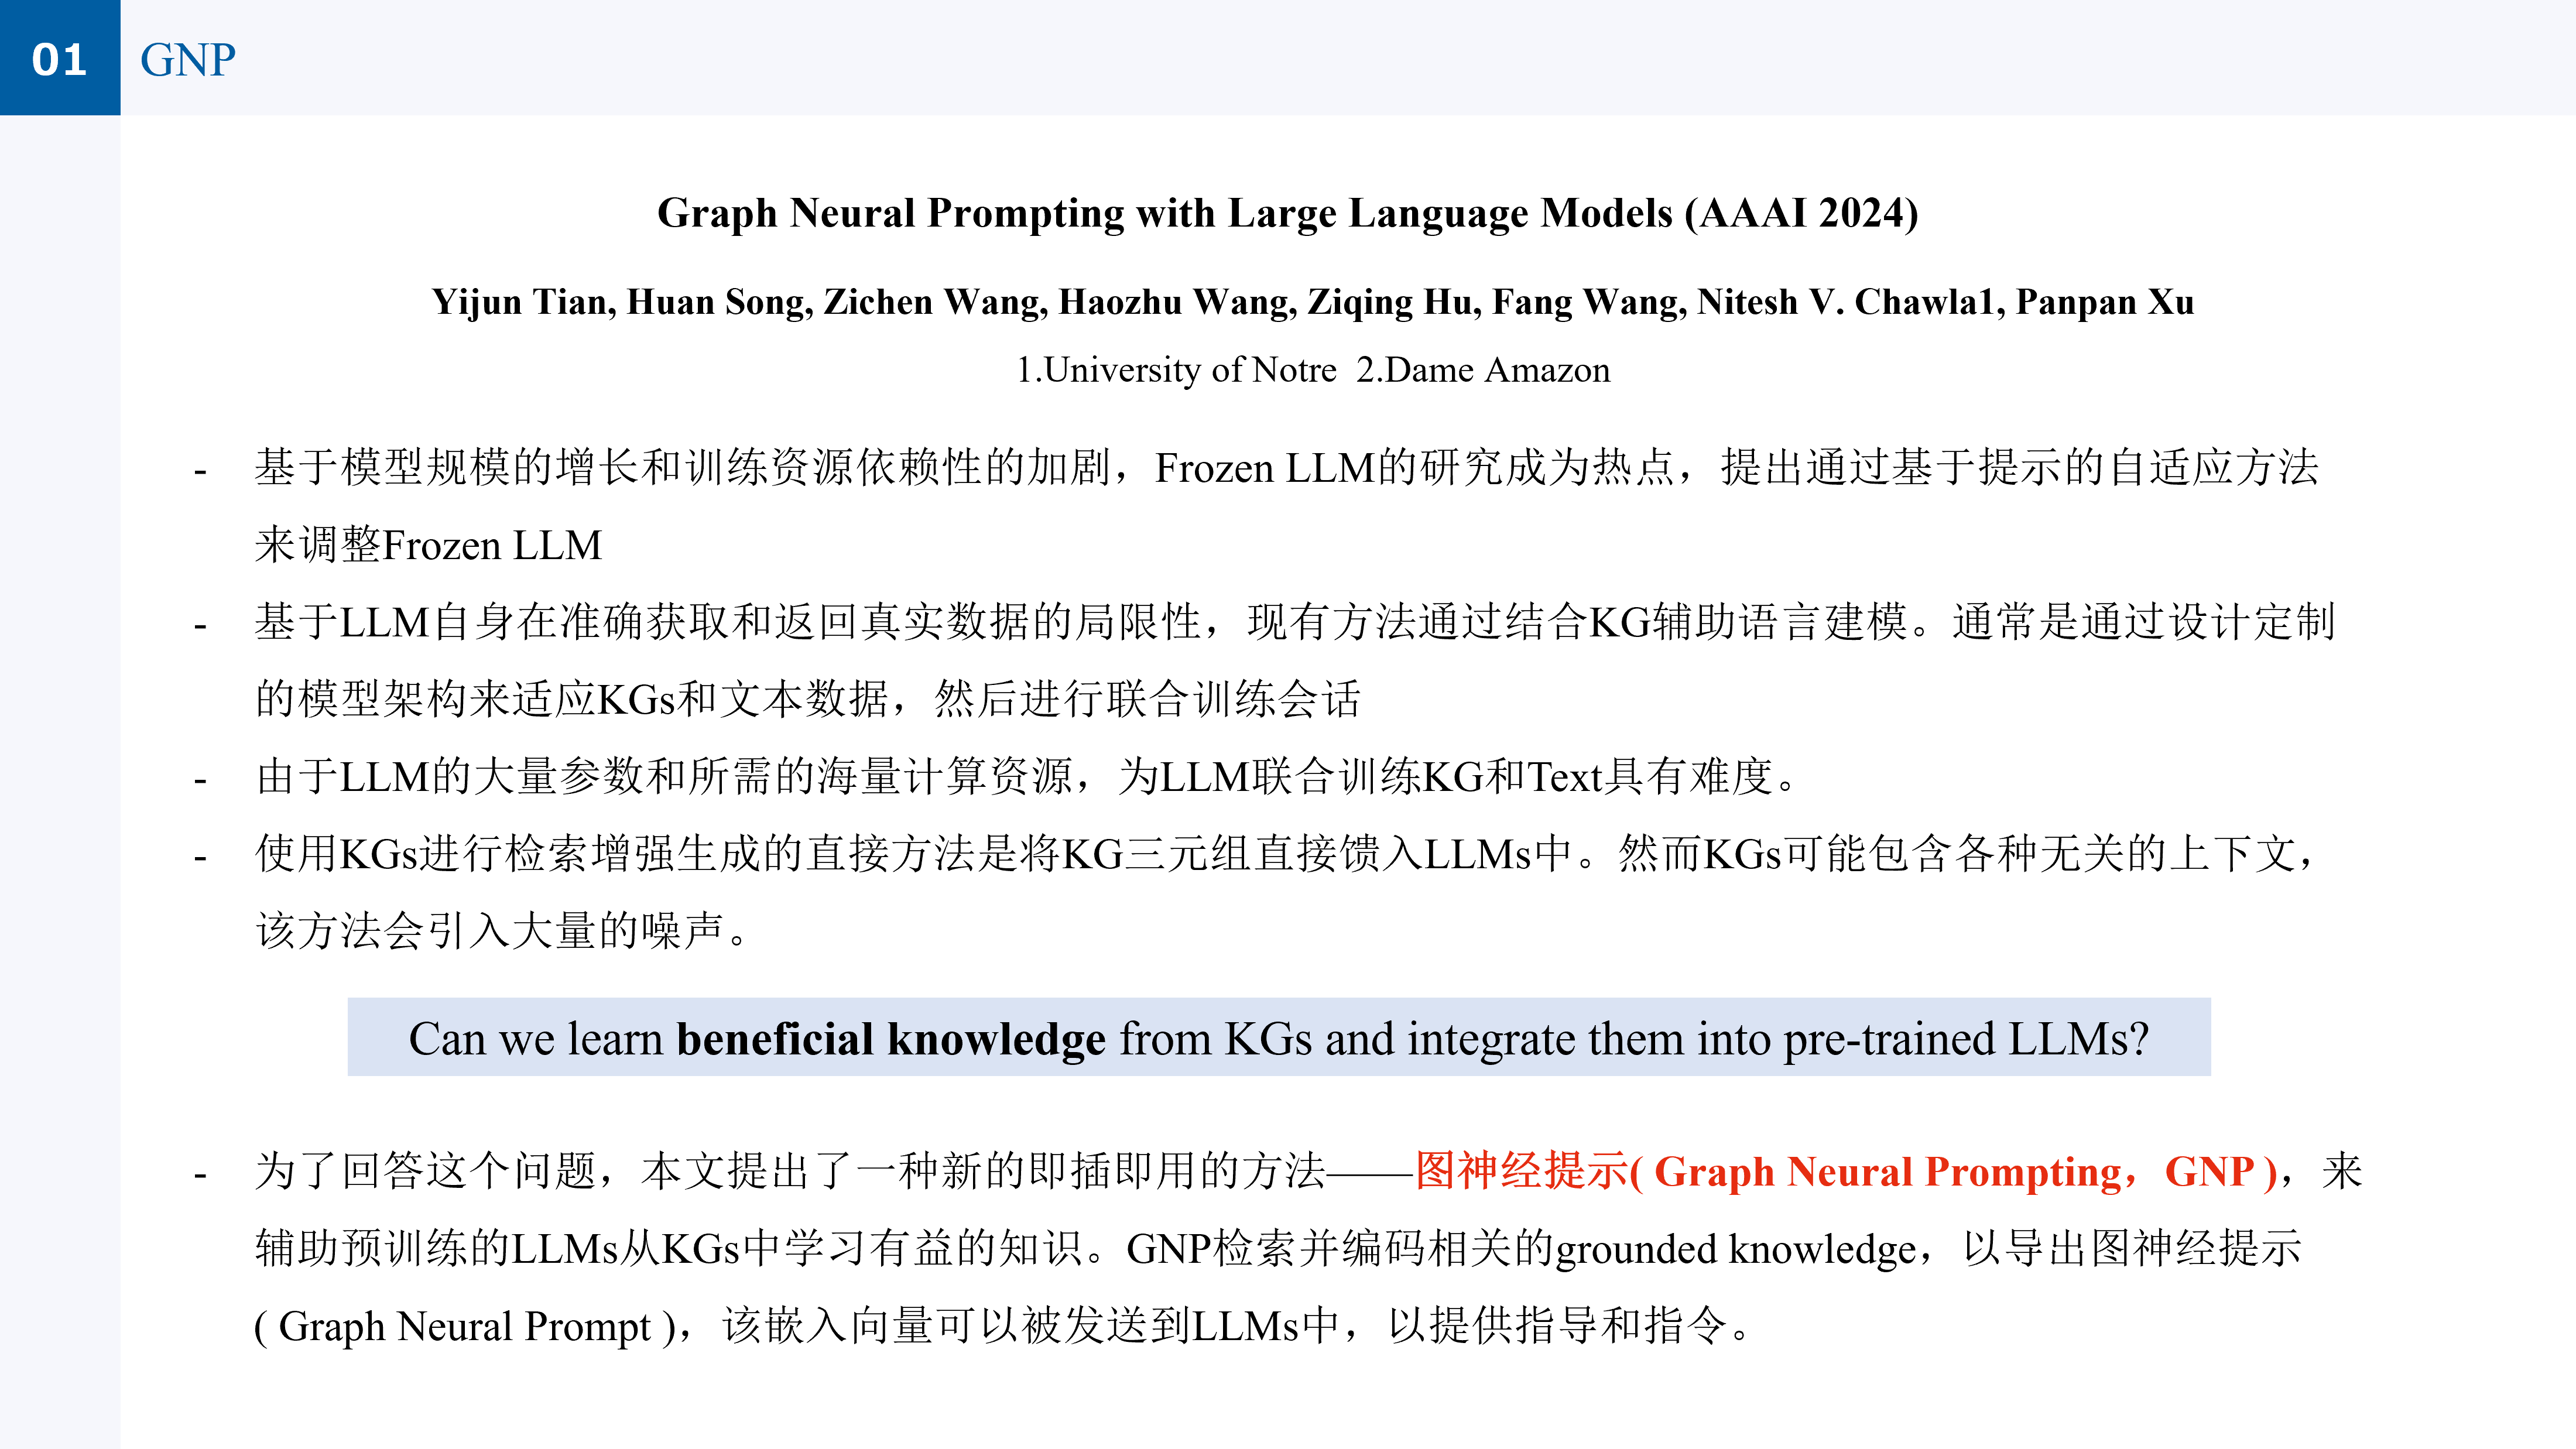 01 GNP
Graph Neural Prompting with Large Language Models (AAAI 2024)
Yijun Tian, Huan Song, Zichen Wang, Haozhu Wang, Ziqing Hu, Fang Wang, Nitesh V. Chawla1, Panpan Xu
1.University of Notre  2.Dame Amazon
- 基于模型规模的增长和训练资源依赖性的加剧，Frozen LLM的研究成为热点，提出通过基于提示的自适应方法
来调整Frozen LLM
- 基于LLM自身在准确获取和返回真实数据的局限性，现有方法通过结合KG辅助语言建模。通常是通过设计定制
的模型架构来适应KGs和文本数据，然后进行联合训练会话
- 由于LLM的大量参数和所需的海量计算资源，为LLM联合训练KG和Text具有难度。
- 使用KGs进行检索增强生成的直接方法是将KG三元组直接馈入LLMs中。然而KGs可能包含各种无关的上下文，
该方法会引入大量的噪声。
Can we learn beneficial knowledge from KGs and integrate them into pre-trained LLMs?
- 为了回答这个问题，本文提出了一种新的即插即用的方法——图神经提示( Graph Neural Prompting，GNP )，来
辅助预训练的LLMs从KGs中学习有益的知识。GNP检索并编码相关的grounded knowledge，以导出图神经提示
( Graph Neural Prompt )，该嵌入向量可以被发送到LLMs中，以提供指导和指令。